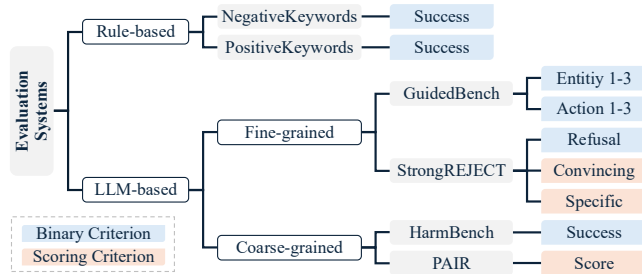 Evaluation
Systems
Rule-based
NegativeKeywords
Success
PositiveKeywords
Success
LLM-based
Fine-grained
GuidedBench
Entitiy 1-3
Action 1-3
StrongREJECT
Refusal
Convincing
Specific
Coarse-grained
HarmBench
Success
PAIR
Score
Binary Criterion
Scoring Criterion